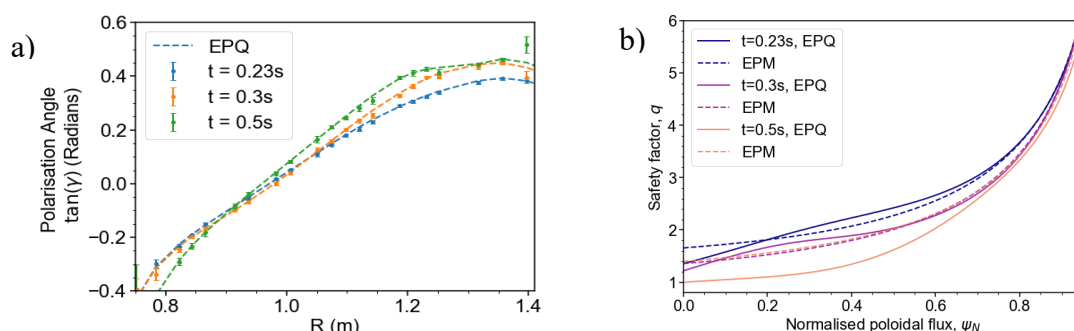 a)
0.6
0.4
0.2
0.0
−0.2
−0.4
Polarisation Angle
tan(γ) (Radians)
EPQ
t = 0.23s
t = 0.3s
t = 0.5s
0.8
1.0
1.2
1.4
R (m)
b)
6
5
4
3
2
1
Safety factor, q
t=0.23s, EPQ
EPM
t=0.3s, EPQ
EPM
t=0.5s, EPQ
EPM
0.0
0.2
0.4
0.6
0.8
Normalised poloidal flux, ψN